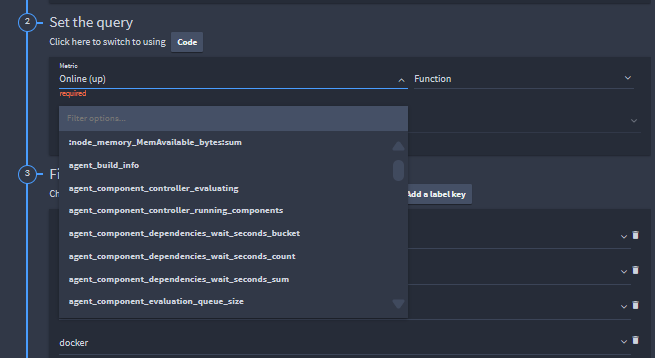 2
Set the query
Click here to switch to using Code
Metric
Online (up)
Function
required
Filter options...
:node_memory_MemAvailable_bytes:sum
agent_build_info
3
Fi
agent_component_controller_evaluating
Ch
Add a label key
agent_component_controller_running_components
agent_component_dependencies_wait_seconds_bucket
agent_component_dependencies_wait_seconds_count
agent_component_dependencies_wait_seconds_sum
agent_component_evaluation_queue_size
docker